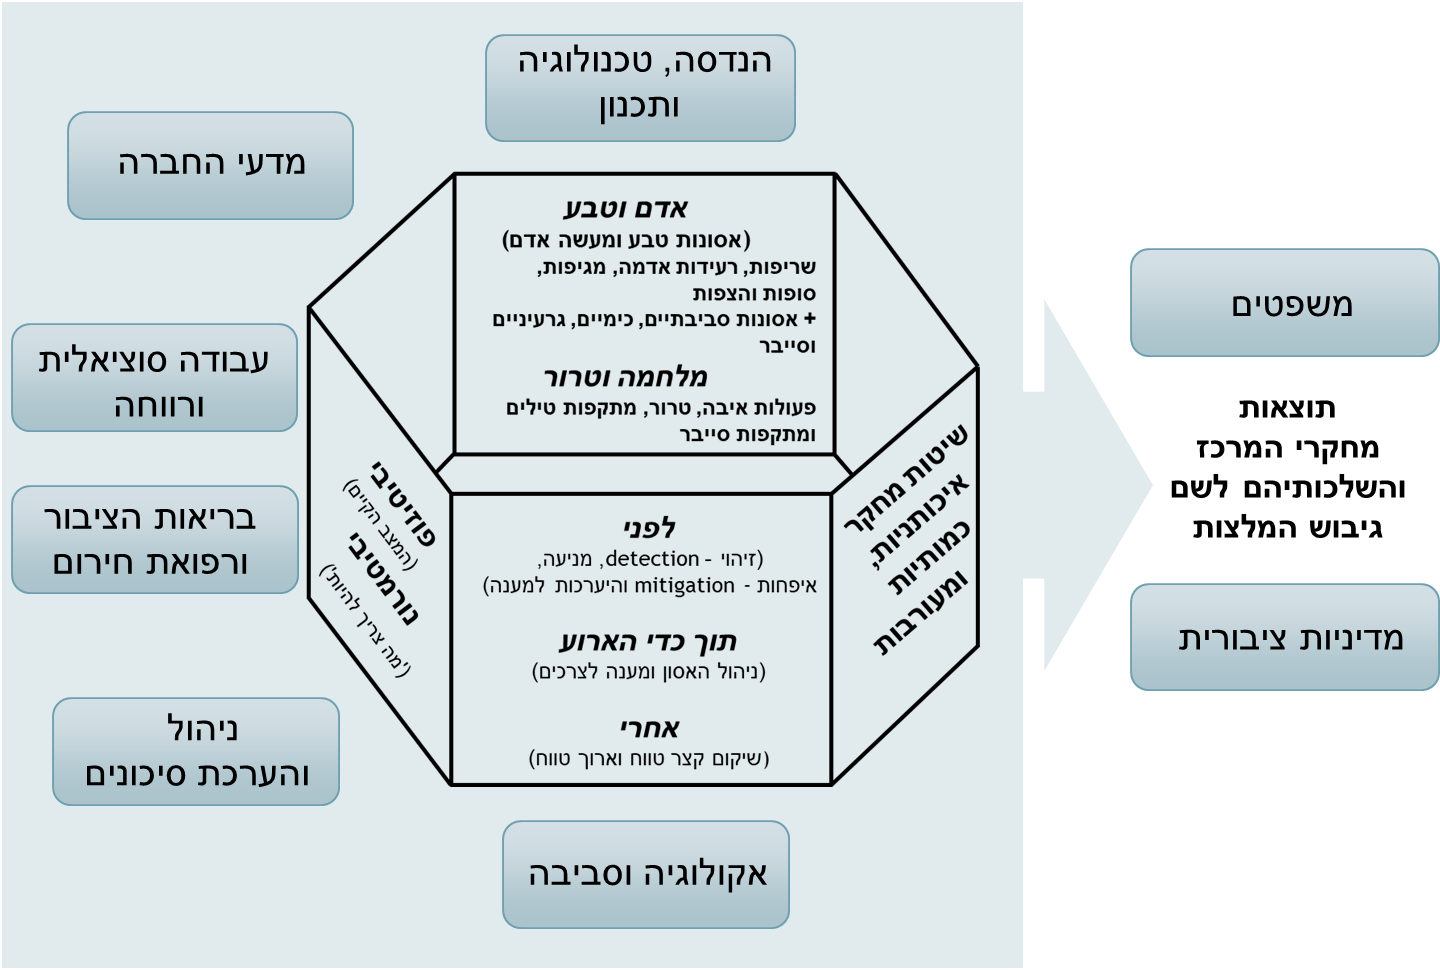 הנדסה, טכנולוגיה
ותכנון
מדעי החברה
עבודה סוציאלית
ורווחה
בריאות הציבור
ורפואת חירום
ניהול
והערכת סיכונים
אקולוגיה וסביבה
אדם וטבע
(אסונות טבע ומעשה אדם)
שריפות, רעידות אדמה, מגיפות,
סופות והצפות
+ אסונות סביבתיים, כימיים, גרעיניים
וסייבר
מלחמה וטרור
פעולות איבה, טרור, מתקפות טילים
ומתקפות סייבר
פוזיטיבי
(המצב הקיים)
נורמטיבי
('מה צריך להיות')
לפני
(זיהוי - detection, מניעה,
איפחות - mitigation והיערכות למענה)
תוך כדי הארוע
(ניהול האסון ומענה לצרכים)
אחרי
(שיקום קצר טווח וארוך טווח)
שיטות מחקר
איכותניות,
כמותיות
ומעורבות
משפטים
תוצאות
מחקרי המרכז
והשלכותיהם לשם
גיבוש המלצות
מדיניות ציבורית